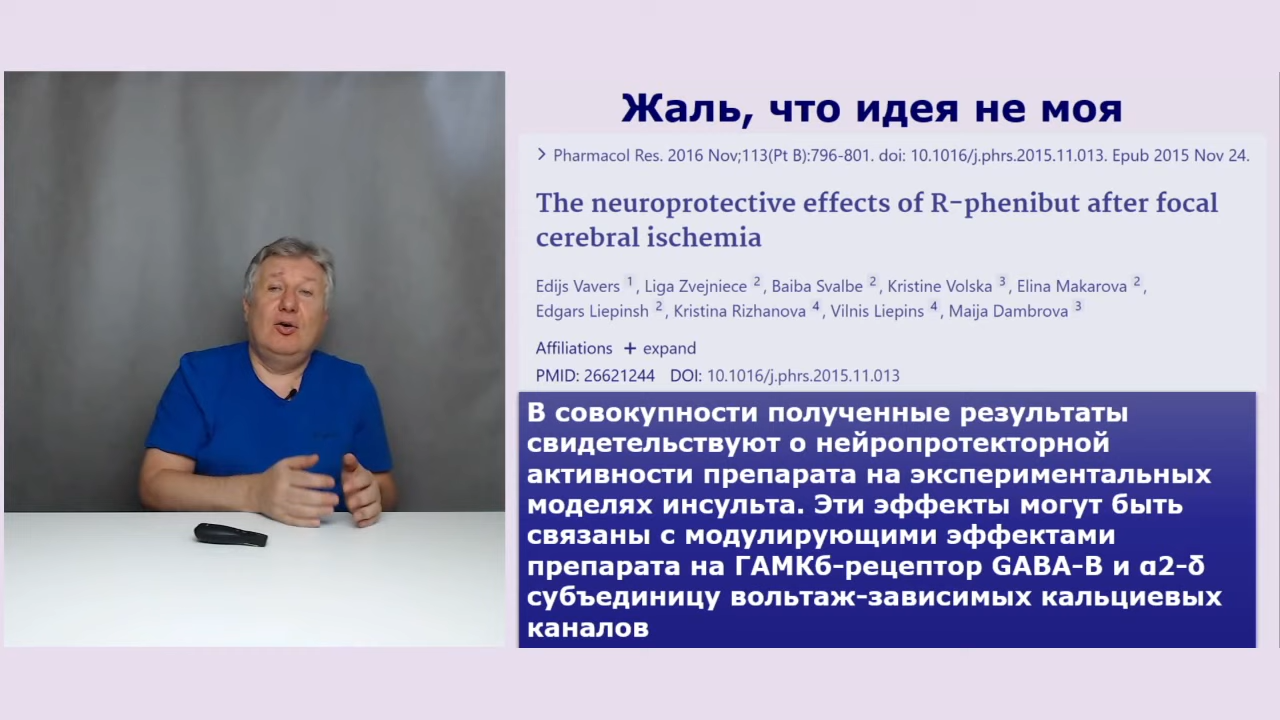 Жаль, что идея не моя
> Pharmacol Res. 2016 Nov;113(Pt B):796-801. doi: 10.1016/j.phrs.2015.11.013. Epub 2015 Nov 24.
The neuroprotective effects of R-phenibut after focal
cerebral ischemia
Edijs Vavers 1, Liga Zvejniece 2, Baiba Svalbe 2, Kristine Volska 3, Elina Makarova 2,
Edgars Liepinsh 2, Kristina Rizhanova 4, Vilnis Liepins 4, Maija Dambrova 3
Affiliations + expand
PMID: 26621244 DOI: 10.1016/j.phrs.2015.11.013
В совокупности полученные результаты
свидетельствуют о нейропротекторной
активности препарата на экспериментальных
моделях инсульта. Эти эффекты могут быть
связаны с модулирующими эффектами
препарата на ГАМКб-рецептор GABA-B и α2-δ
субъединицу вольтаж-зависимых кальциевых
каналов